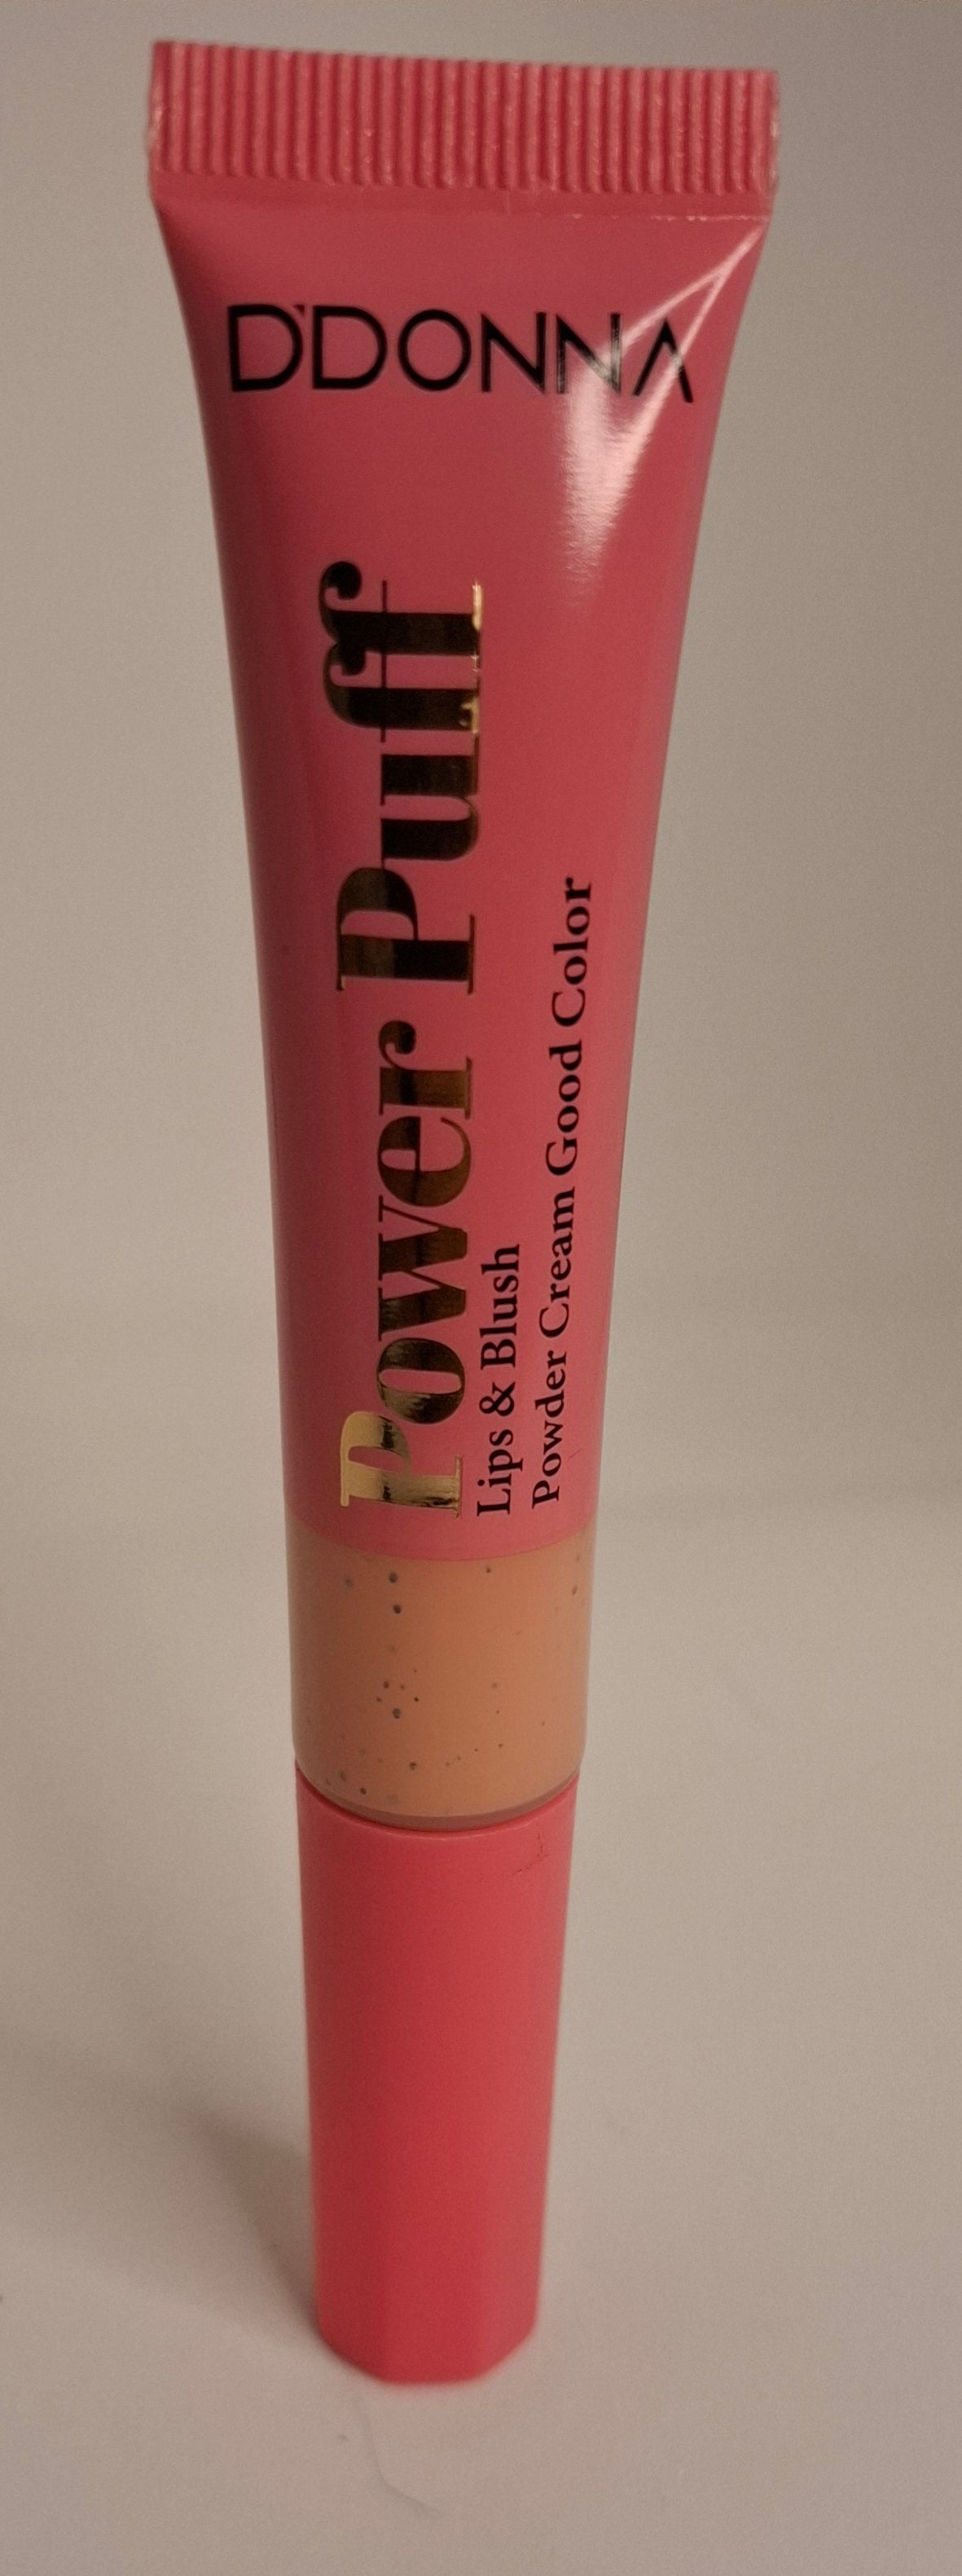 D'DONNA
Power Puff
Lips & Blush
Powder Cream Good Color